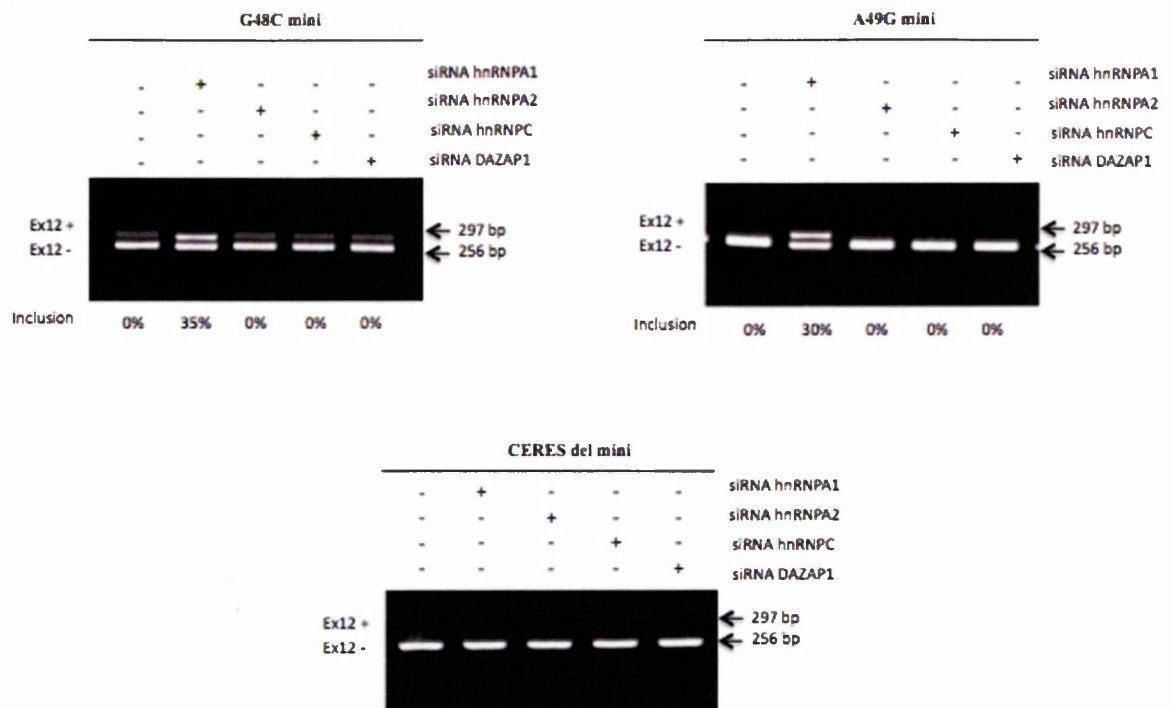 G48C mini
- + - - - siRNA hnRNPA1
- - + - - siRNA hnRNPA2
- - - + - siRNA hnRNPC
- - - - + siRNA DAZAP1
Ex12 + 297 bp
Ex12 - 256 bp
Inclusion 0% 35% 0% 0% 0%
A49G mini
- + - - - siRNA hnRNPA1
- - + - - siRNA hnRNPA2
- - - + - siRNA hnRNPC
- - - - + siRNA DAZAP1
Ex12 + 297 bp
Ex12 - 256 bp
Inclusion 0% 30% 0% 0% 0%
CERES del mini
- + - - - siRNA hnRNPA1
- - + - - siRNA hnRNPA2
- - - + - siRNA hnRNPC
- - - - + siRNA DAZAP1
Ex12 + 297 bp
Ex12 - 256 bp